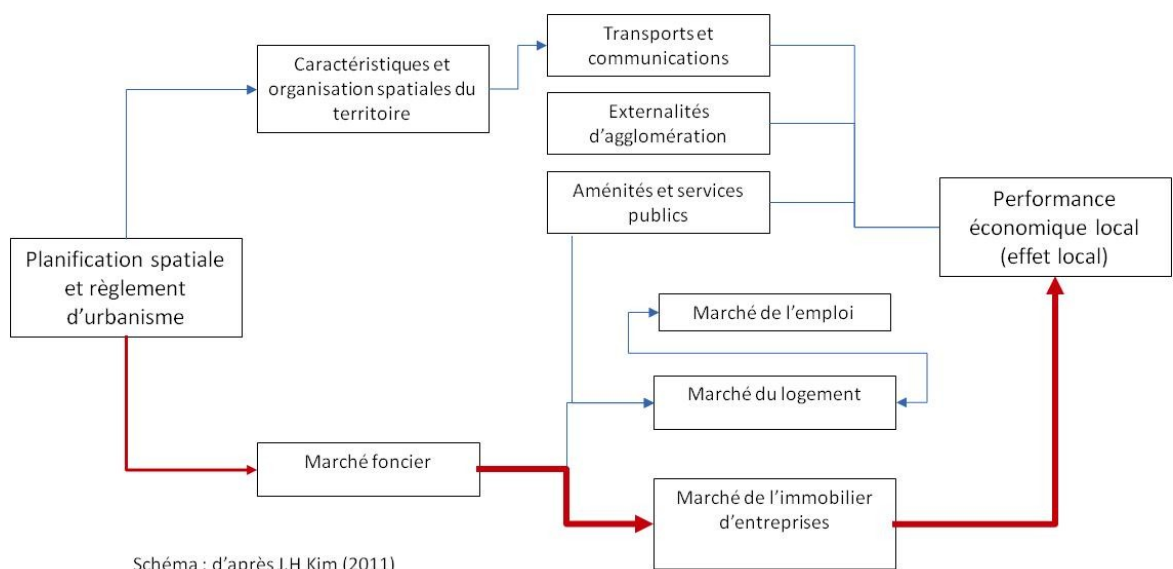 Transports et
communications
Caractéristiques et
organisation spatiales du
territoire
Externalités
d'agglomération
Aménités et services
publics
Performance
économique local
(effet local)
Planification spatiale
et règlement
d'urbanisme
Marché de l'emploi
Marché du logement
Marché foncier
Marché de l'immobilier
d'entreprises
Schéma : d'après J.H Kim (2011)